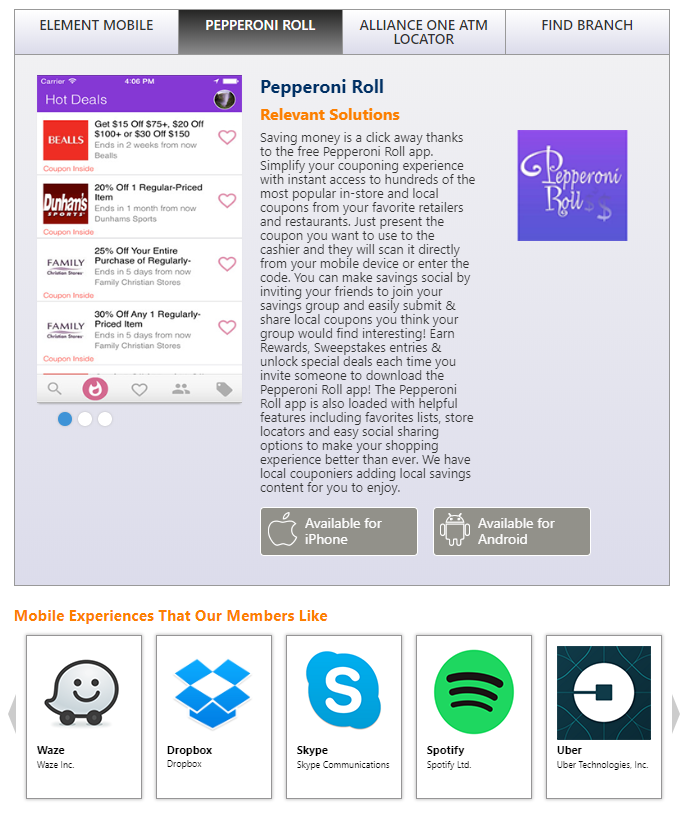 ELEMENT MOBILE
PEPPERONI ROLL
ALLIANCE ONE ATM
LOCATOR
FIND BRANCH
Carrier
4:06 PM
Hot Deals
BEALLS
Get $15 Off $75+, $20 Off
$100+ or $30 Off $150
Ends in 2 weeks from now
Bealls
Coupon Inside
Dunham's
SPORTS
20% Off 1 Regular-Priced
Item
Ends in 1 month from now
Dunhams Sports
Coupon Inside
FAMILY
Christian Stores
25% Off Your Entire
Purchase of Regularly-
Ends in 5 days from now
Family Christian Stores
Coupon Inside
FAMILY
Christian Stores
30% Off Any 1 Regularly-
Priced Item
Ends in 5 days from now
Family Christian Stores
Coupon Inside
Pepperoni Roll
Relevant Solutions
Saving money is a click away thanks
to the free Pepperoni Roll app.
Simplify your couponing experience
with instant access to hundreds of the
most popular in-store and local
coupons from your favorite retailers
and restaurants. Just present the
coupon you want to use to the
cashier and they will scan it directly
from your mobile device or enter the
code. You can make savings social by
inviting your friends to join your
savings group and easily submit &
share local coupons you think your
group would find interesting! Earn
Rewards, Sweepstakes entries &
unlock special deals each time you
invite someone to download the
Pepperoni Roll app! The Pepperoni
Roll app is also loaded with helpful
features including favorites lists, store
locators and easy social sharing
options to make your shopping
experience better than ever. We have
local couponiers adding local savings
content for you to enjoy.
Pepperoni
Roll $$
Available for
iPhone
Available for
Android
Mobile Experiences That Our Members Like
Waze
Waze Inc.
Dropbox
Dropbox
S
Skype
Skype Communications
Spotify
Spotify Ltd.
Uber
Uber Technologies, Inc.